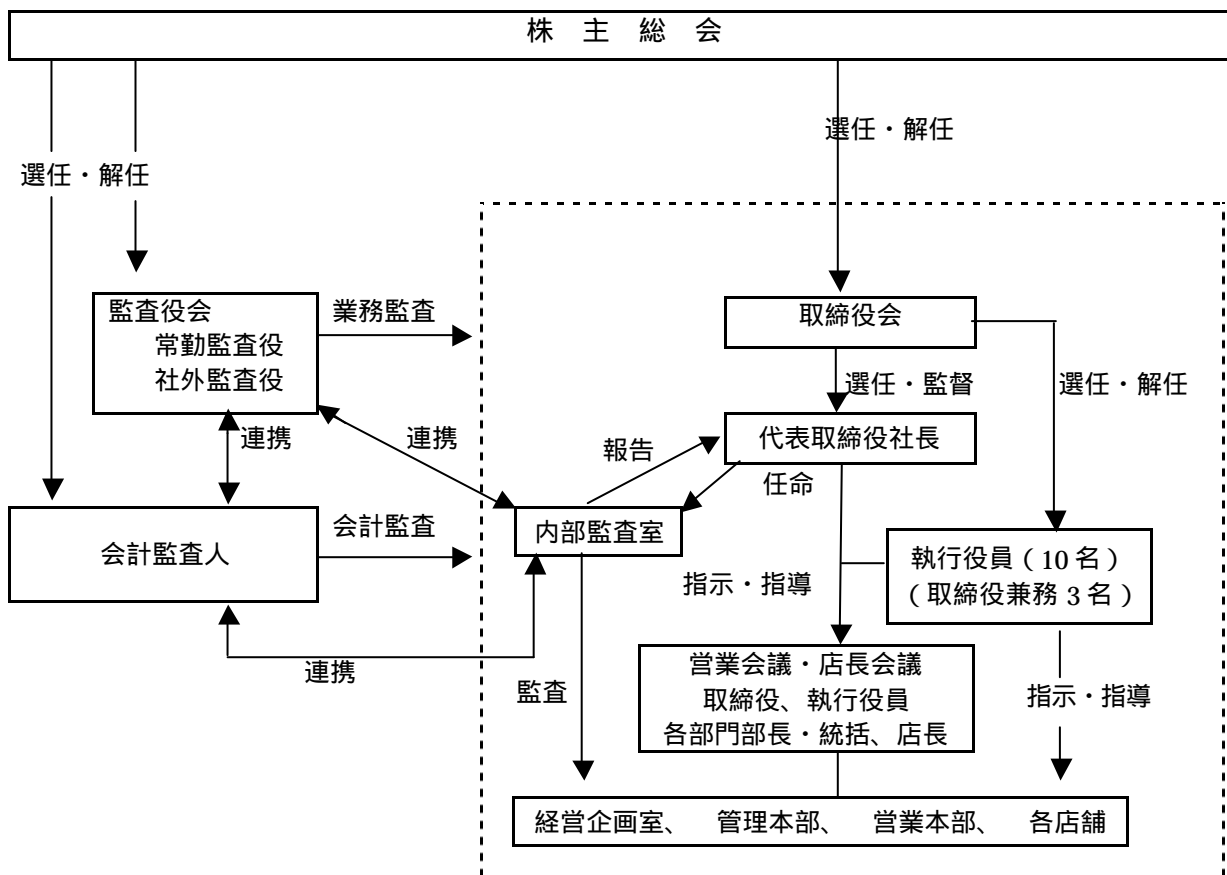 株 主 総 会
選任・解任
選任・解任
監査役会
常勤監査役
社外監査役
業務監査
取締役会
選任・監督
選任・解任
連携
連携
報告
代表取締役社長
任命
会計監査人
会計監査
内部監査室
執行役員（10 名）
（取締役兼務 3 名）
指示・指導
連携
監査
営業会議・店長会議
取締役、執行役員
各部門部長・統括、店長
指示・指導
経営企画室、 管理本部、 営業本部、 各店舗